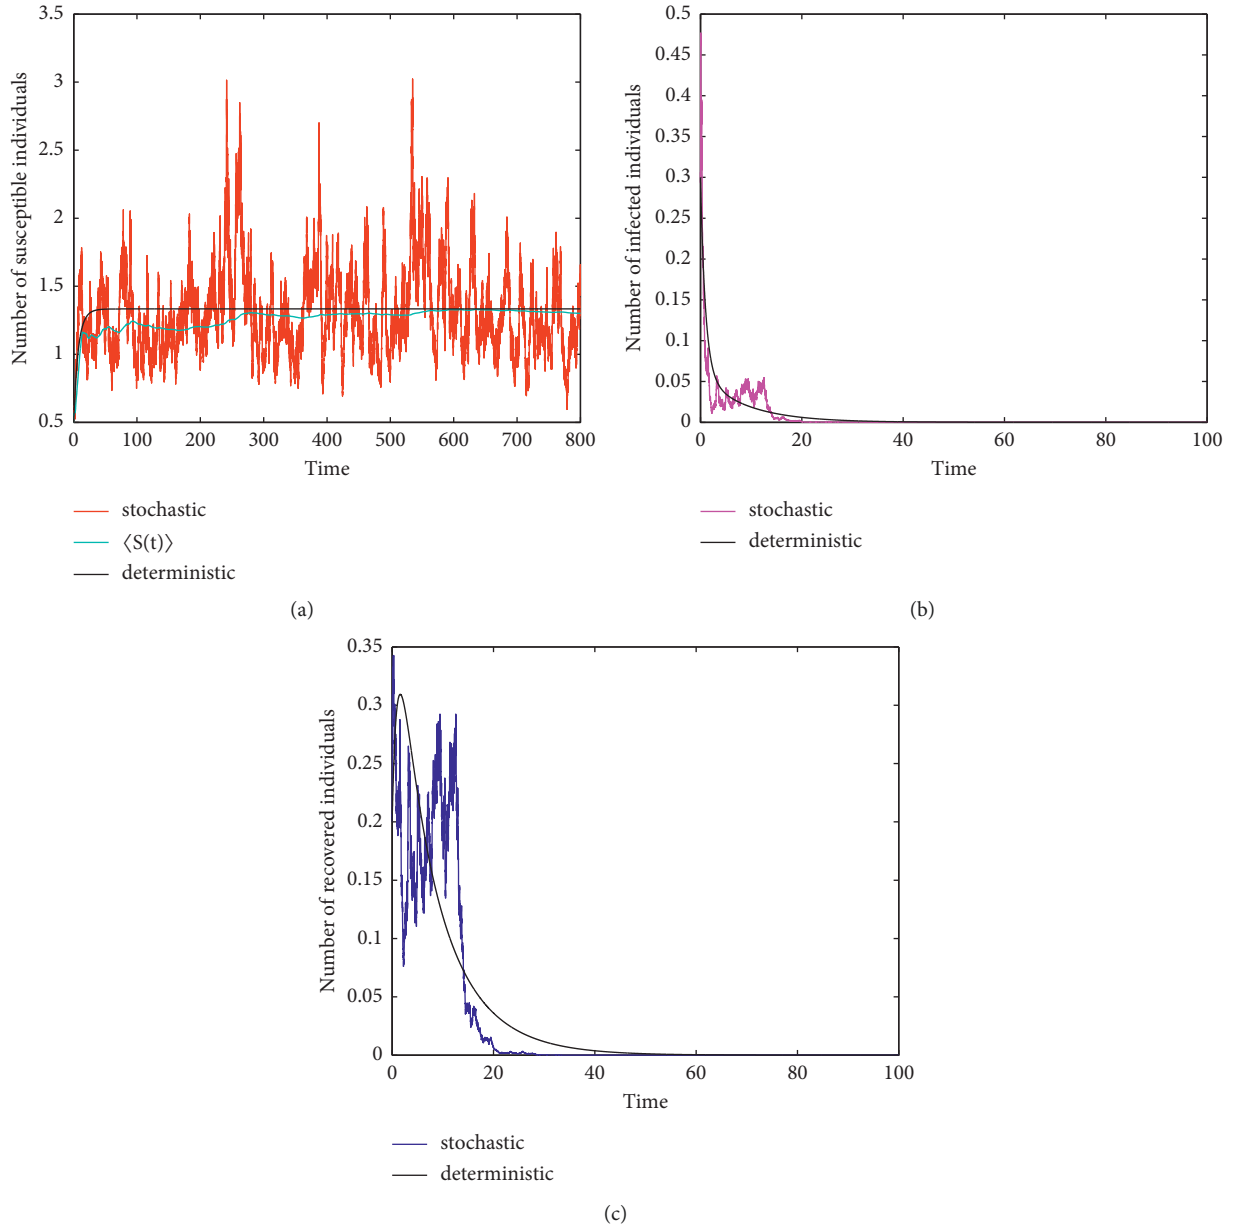 3.5
3
2.5
2
1.5
1
0.5
Number of susceptible individuals
0 100 200 300 400 500 600 700 800
Time
stochastic
⟨S(t)⟩
deterministic
(a)
0.5
0.45
0.4
0.35
0.3
0.25
0.2
0.15
0.1
0.05
0
Number of infected individuals
0 20 40 60 80 100
Time
stochastic
deterministic
(b)
0.35
0.3
0.25
0.2
0.15
0.1
0.05
0
Number of recovered individuals
0 20 40 60 80 100
Time
stochastic
deterministic
(c)